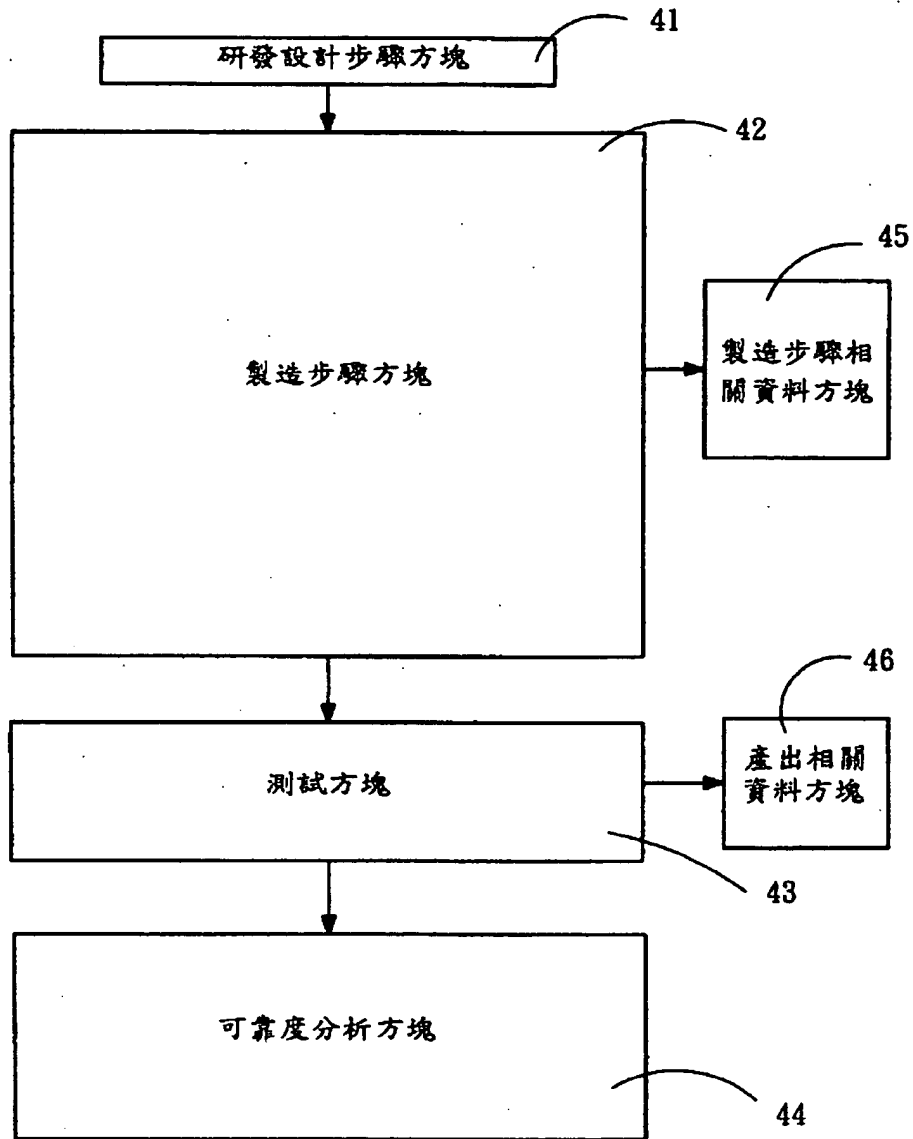 41
研發設計步驟方塊
42
45
製造步驟方塊
製造步驟相
關資料方塊
46
測試方塊
產出相關
資料方塊
43
可靠度分析方塊
44